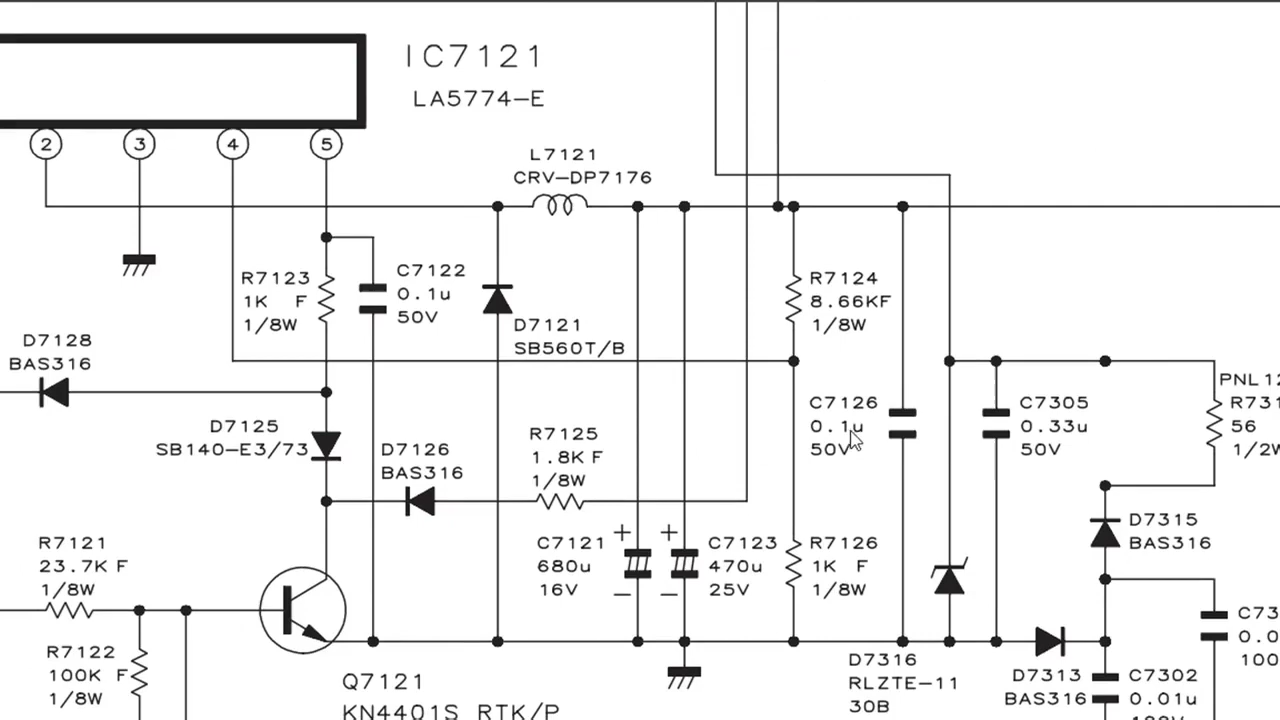 IC7121
LA5774-E
2
3
4
5
L7121
CRV-DP7176
R7123
1K F
1/8W
C7122
0.1u
50V
D7121
SB560T/B
R7124
8.66KF
1/8W
D7128
BAS316
D7125
SB140-E3/73
D7126
BAS316
R7125
1.8K F
1/8W
C7126
0.1u
50V
C7305
0.33u
50V
PNL12
R731
56
1/2W
R7121
23.7K F
1/8W
C7121
680u
16V
+
-
C7123
470u
25V
+
-
R7126
1K F
1/8W
D7315
BAS316
R7122
100K F
1/8W
Q7121
KN4401S RTK/P
D7316
RLZTE-11
30B
D7313
BAS316
C7302
0.01u
C73
0.0
100